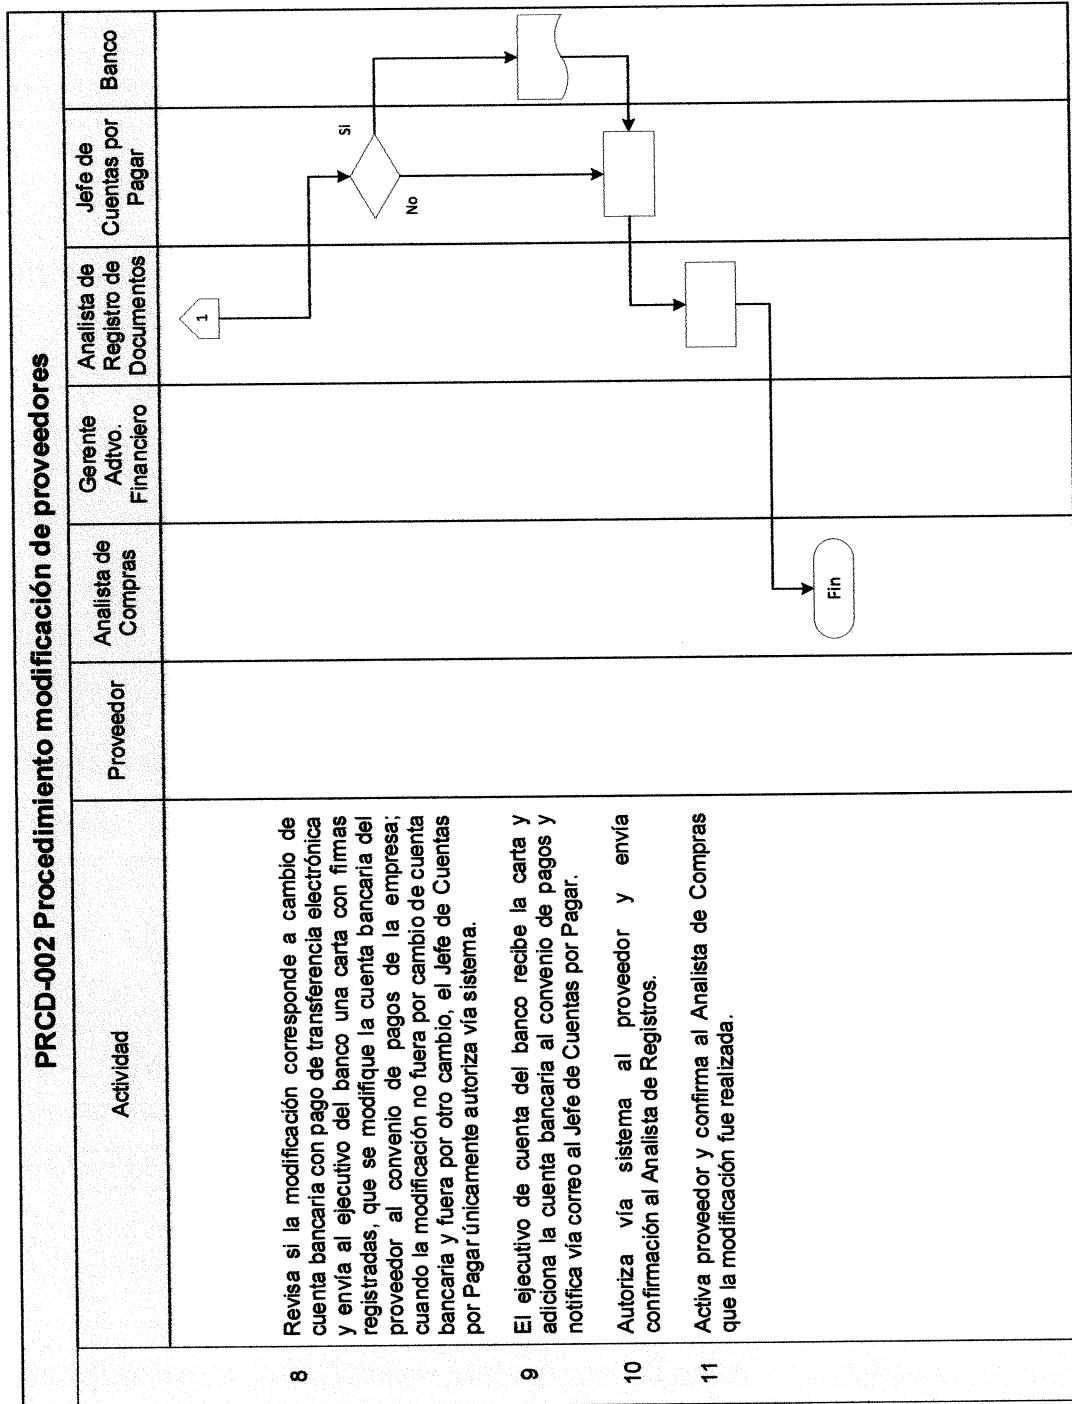 PRCD-002 Procedimiento modificación de proveedores
Actividad
Proveedor
Analista de
Compras
Gerente
Adtvo.
Financiero
Analista de
Registro de
Documentos
Jefe de
Cuentas por
Pagar
Banco
1
8
Revisa si la modificación corresponde a cambio de
cuenta bancaria con pago de transferencia electrónica
y envía al ejecutivo del banco una carta con firmas
registradas, que se modifique la cuenta bancaria del
proveedor al convenio de pagos de la empresa;
cuando la modificación no fuera por cambio de cuenta
bancaria y fuera por otro cambio, el Jefe de Cuentas
por Pagar únicamente autoriza vía sistema.
Si
No
9
El ejecutivo de cuenta del banco recibe la carta y
adiciona la cuenta bancaria al convenio de pagos y
notifica vía correo al Jefe de Cuentas por Pagar.
10
Autoriza vía sistema al proveedor y envía
confirmación al Analista de Registros.
11
Activa proveedor y confirma al Analista de Compras
que la modificación fue realizada.
Fin